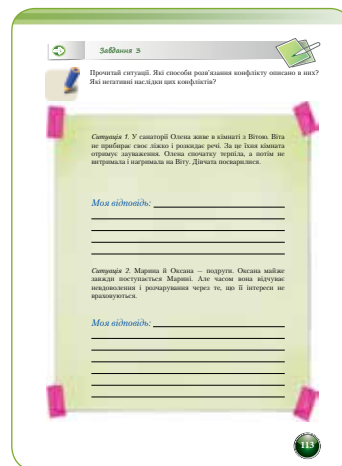 Завдання 3
Прочитай ситуації. Які способи розв'язання конфлікту описано в них?
Які негативні наслідки цих конфліктів?
Ситуація 1. У санаторії Олена живе в кімнаті з Вітою. Віта
не прибирає своє ліжко і розкидає речі. За це їхня кімната
отримує зауваження. Олена спочатку терпіла, а потім не
витримала і нагримала на Віту. Дівчата посварилися.
Моя відповідь:
Ситуація 2. Марина й Оксана — подруги. Оксана майже
завжди поступається Марині. Але часом вона відчуває
невдоволення і розчарування через те, що її інтереси не
враховуються.
Моя відповідь:
113